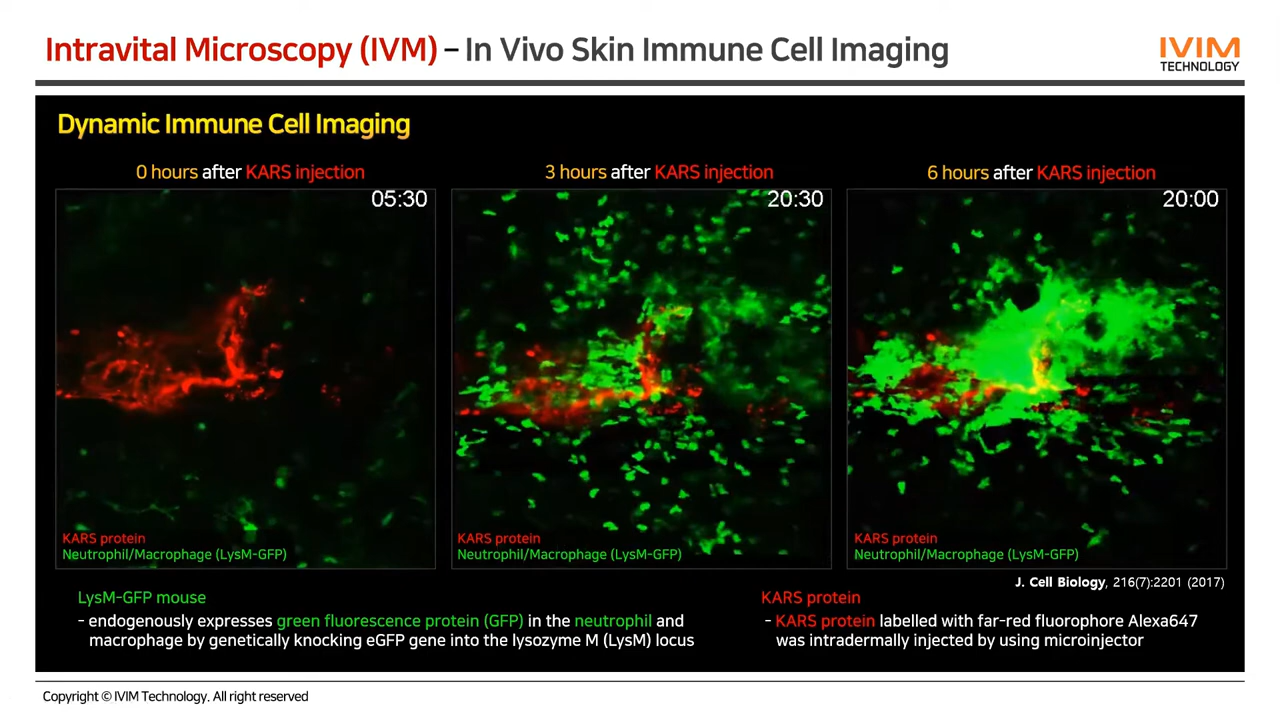 Intravital Microscopy (IVM) – In Vivo Skin Immune Cell Imaging
IVIM
TECHNOLOGY
Dynamic Immune Cell Imaging
0 hours after KARS injection
05:30
KARS protein
Neutrophil/Macrophage (LysM-GFP)
3 hours after KARS injection
20:30
KARS protein
Neutrophil/Macrophage (LysM-GFP)
6 hours after KARS injection
20:00
KARS protein
Neutrophil/Macrophage (LysM-GFP)
J. Cell Biology, 216(7):2201 (2017)
LysM-GFP mouse
- endogenously expresses green fluorescence protein (GFP) in the neutrophil and
macrophage by genetically knocking eGFP gene into the lysozyme M (LysM) locus
KARS protein
- KARS protein labelled with far-red fluorophore Alexa647
was intradermally injected by using microinjector
Copyright © IVIM Technology. All right reserved